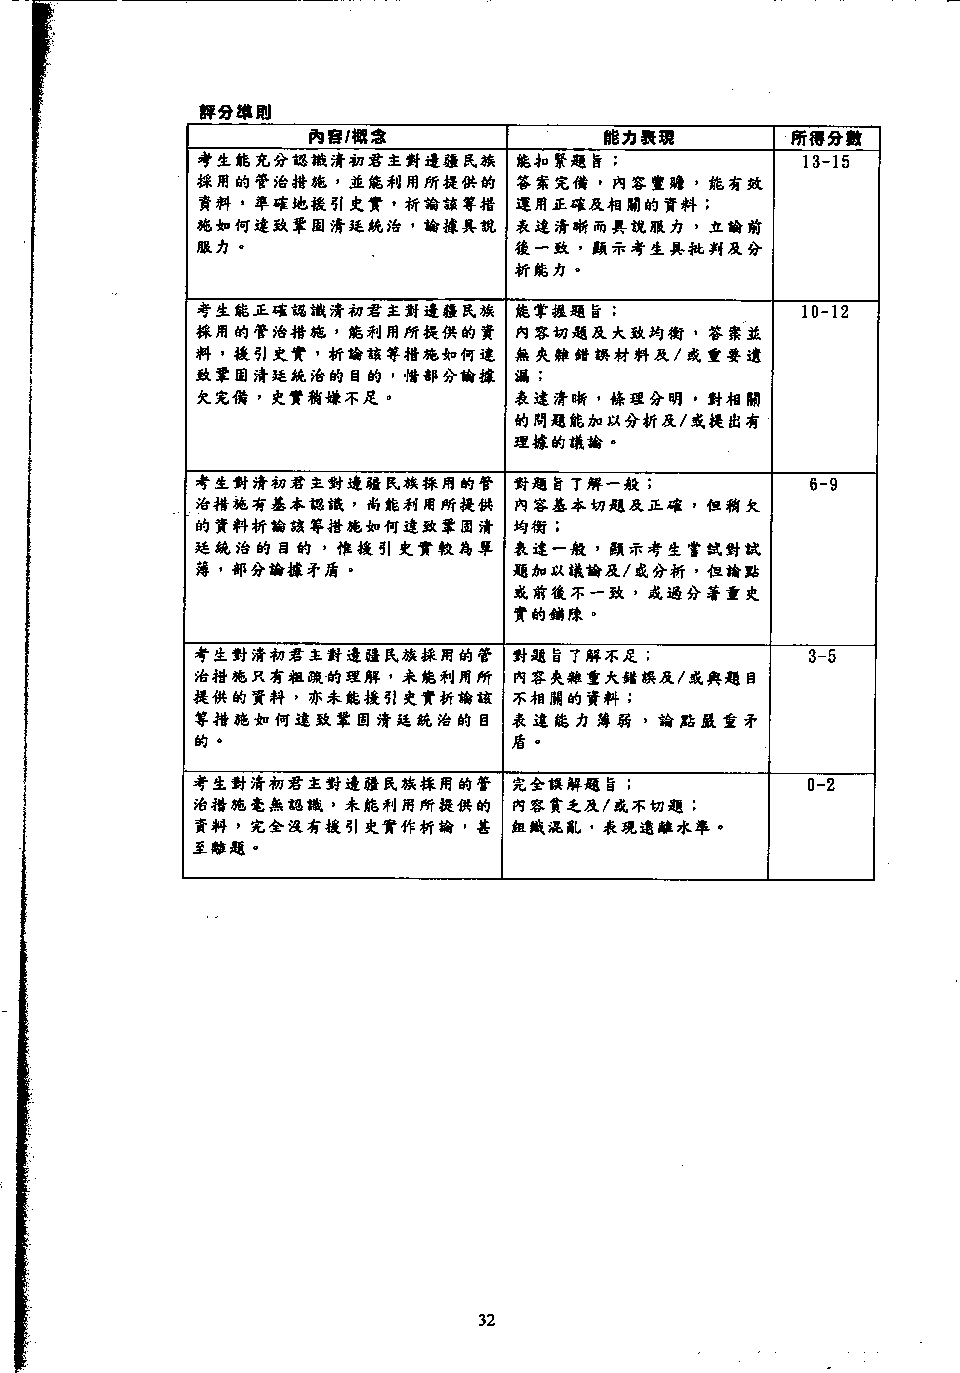 評分準則
內容/概念 能力表現 所得分數
考生能充分認識清初君主對邊疆民族
採用的管治措施，並能利用所提供的
資料，準確地援引史實，析論該等措
施如何達致鞏固清廷統治，論據具說
服力。
能扣緊題旨；
答案完備，內容豐贍，能有效
運用正確及相關的資料；
表達清晰而具說服力，立論前
後一致，顯示考生具批判及分
析能力。
13-15
考生能正確認識清初君主對邊疆民族
採用的管治措施，能利用所提供的資
料，援引史實，析論該等措施如何達
致鞏固清廷統治的目的，惜部分論據
欠完備，史實稍嫌不足。
能掌握題旨；
內容切題及大致均衡，答案並
無夾雜錯誤材料及/或重要遺
漏；
表達清晰，條理分明，對相關
的問題能加以分析及/或提出有
理據的議論。
10-12
考生對清初君主對邊疆民族採用的管
治措施有基本認識，尚能利用所提供
的資料析論該等措施如何達致鞏固清
廷統治的目的，惟援引史實較為單
薄，部分論據矛盾。
對題旨了解一般；
內容基本切題及正確，但稍欠
均衡；
表達一般，顯示考生嘗試對試
題加以議論及/或分析，但論點
或前後不一致，或過分著重史
實的鋪陳。
6-9
考生對清初君主對邊疆民族採用的管
治措施只有粗疏的理解，未能利用所
提供的資料，亦未能援引史實析論該
等措施如何達致鞏固清廷統治的目
的。
對題旨了解不足；
內容夾雜重大錯誤及/或與題目
不相關的資料；
表達能力薄弱，論點嚴重矛
盾。
3-5
考生對清初君主對邊疆民族採用的管
治措施毫無認識，未能利用所提供的
資料，完全沒有援引史實作析論，甚
至離題。
完全誤解題旨；
內容貧乏及/或不切題；
組織混亂，表現遠離水準。
0-2
32